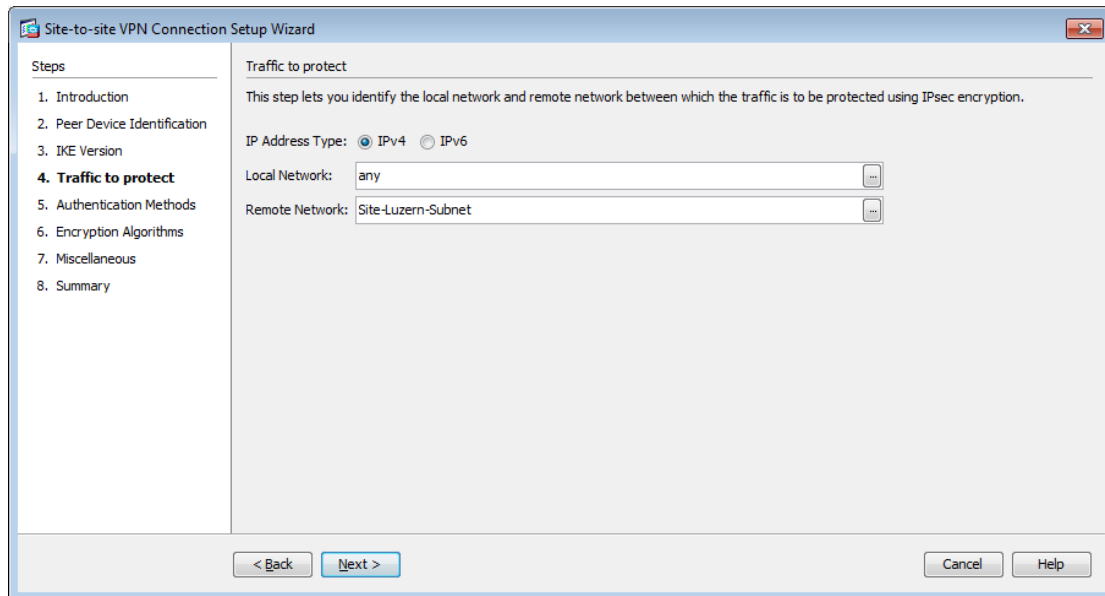 Site-to-site VPN Connection Setup Wizard
Steps
1. Introduction
2. Peer Device Identification
3. IKE Version
4. Traffic to protect
5. Authentication Methods
6. Encryption Algorithms
7. Miscellaneous
8. Summary
Traffic to protect
This step lets you identify the local network and remote network between which the traffic is to be protected using IPsec encryption.
IP Address Type: IPv4 IPv6
Local Network: any ...
Remote Network: Site-Luzern-Subnet ...
< Back Next > Cancel Help